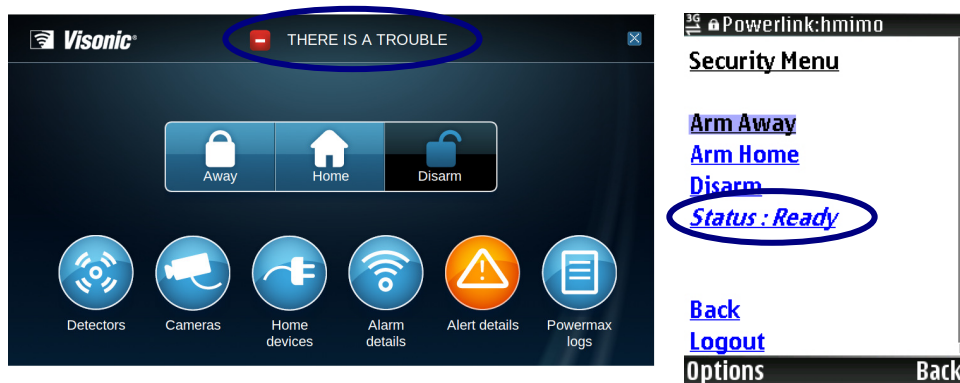 Visonic®
THERE IS A TROUBLE
Away
Home
Disarm
Detectors
Cameras
Home
devices
Alarm
details
Alert details
Powermax
logs
3G
Powerlink:hmimo
Security Menu
Arm Away
Arm Home
Disarm
Status : Ready
Back
Logout
Options Back